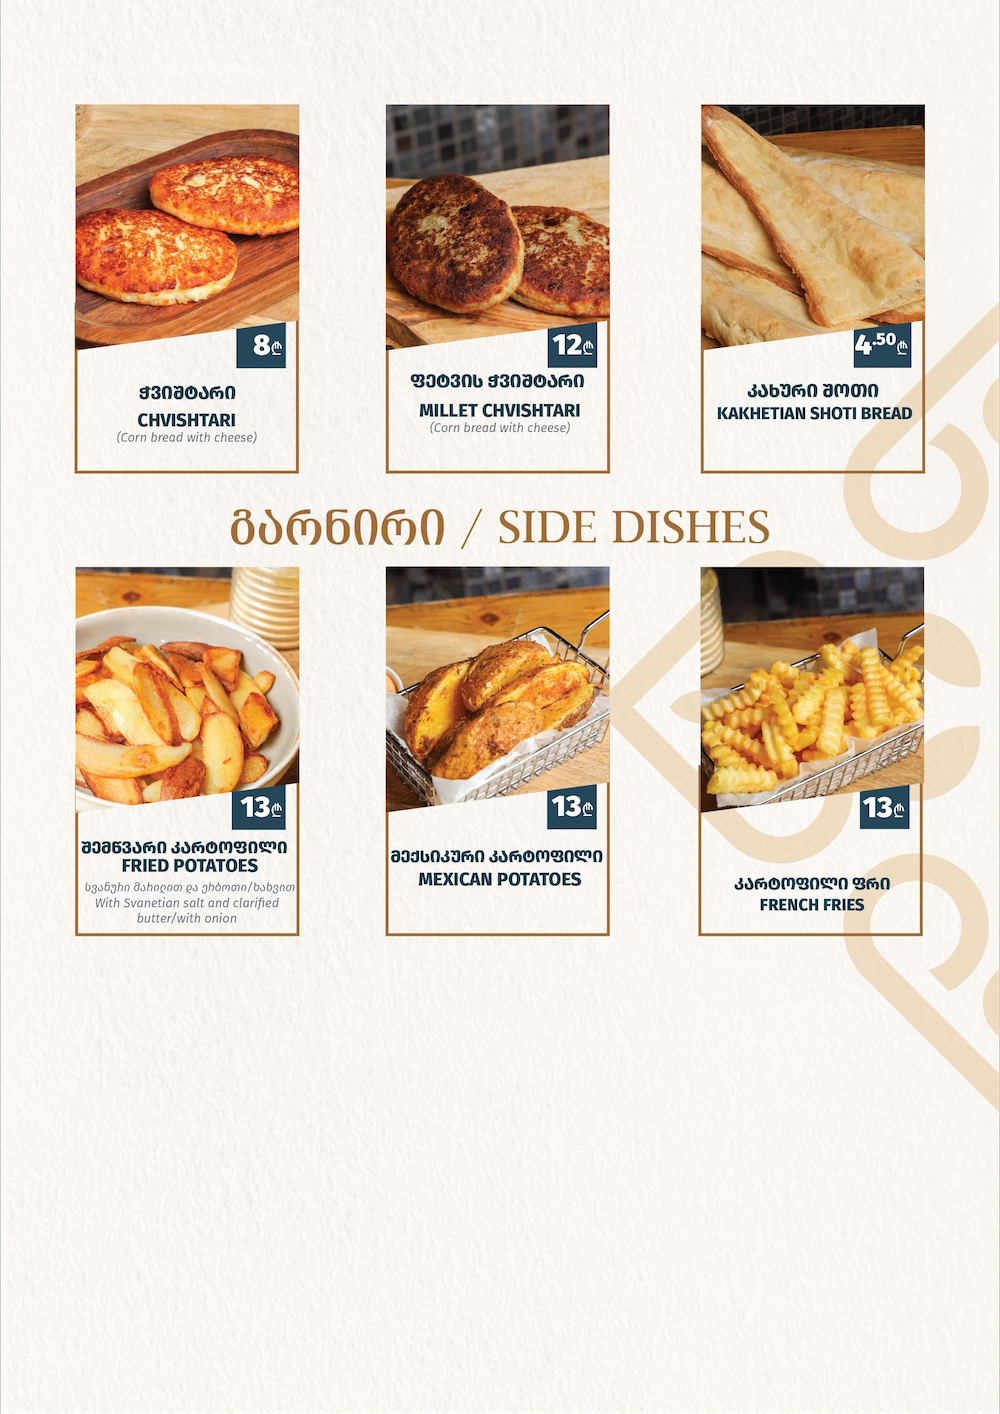 8₾
ჭვიშტარი
CHVISHTARI
(Corn bread with cheese)
12₾
ფეტვის ჭვიშტარი
MILLET CHVISHTARI
(Corn bread with cheese)
4.50₾
კახური შოთი
KAKHETIAN SHOTI BREAD
გარნირი / SIDE DISHES
13₾
შემწვარი კარტოფილი
FRIED POTATOES
სვანური მარილით და ერბოთი/ხახვით
With Svanetian salt and clarified
butter/with onion
13₾
მექსიკური კარტოფილი
MEXICAN POTATOES
13₾
კარტოფილი ფრი
FRENCH FRIES